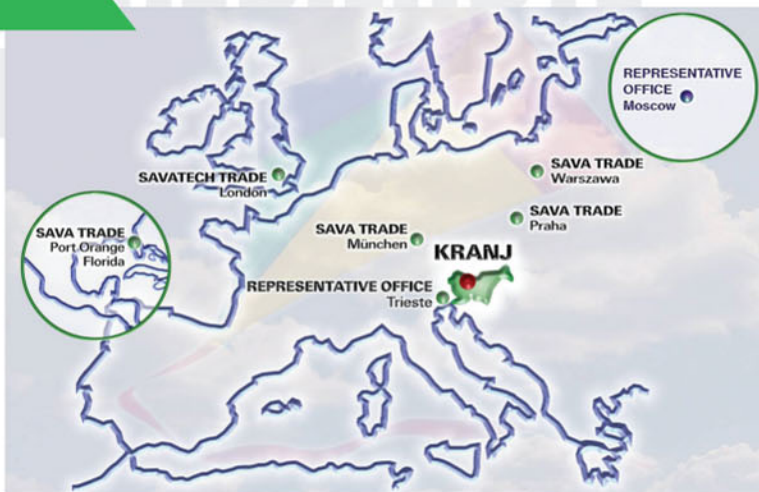 REPRESENTATIVE
OFFICE
Moscow
SAVA TRADE
Warszawa
SAVATECH TRADE
London
SAVA TRADE
Praha
SAVA TRADE
Port Orange
Florida
SAVA TRADE
München
KRANJ
REPRESENTATIVE OFFICE
Trieste